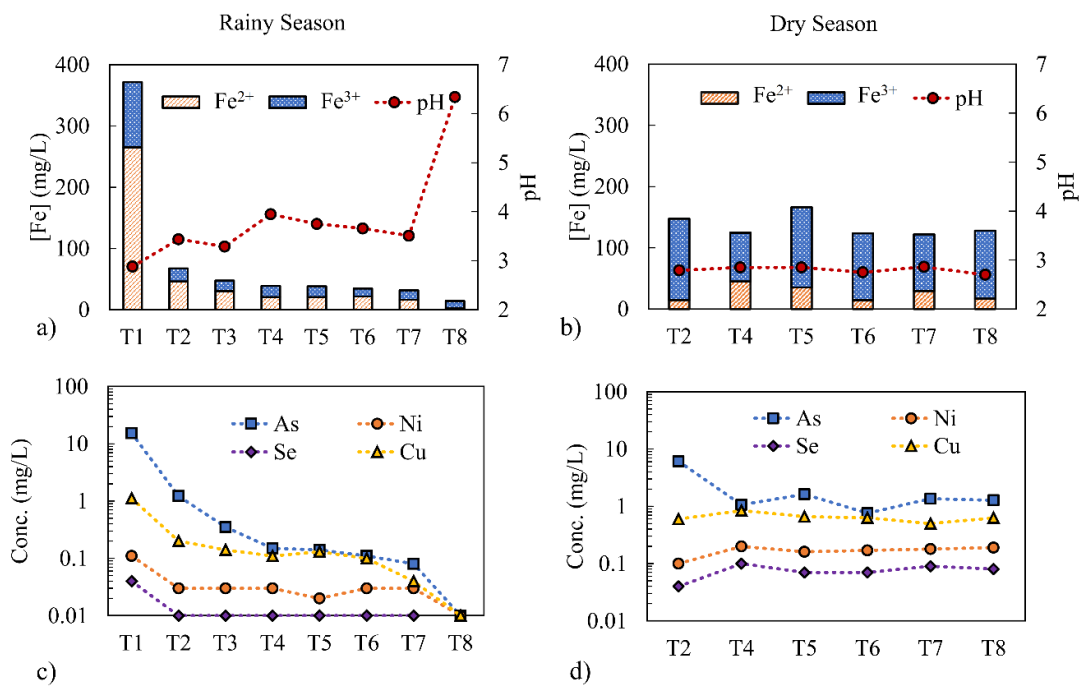 Rainy Season
Dry Season
400
300
200
100
0
[Fe] (mg/L)
Fe²⁺
Fe³⁺
pH
7
6
5
4
3
2
pH
T1 T2 T3 T4 T5 T6 T7 T8
a)
400
300
200
100
0
[Fe] (mg/L)
Fe²⁺
Fe³⁺
pH
7
6
5
4
3
2
pH
T2 T4 T5 T6 T7 T8
b)
100
10
1
0.1
0.01
Conc. (mg/L)
As
Ni
Se
Cu
T1 T2 T3 T4 T5 T6 T7 T8
c)
100
10
1
0.1
0.01
Conc. (mg/L)
As
Ni
Se
Cu
T2 T4 T5 T6 T7 T8
d)